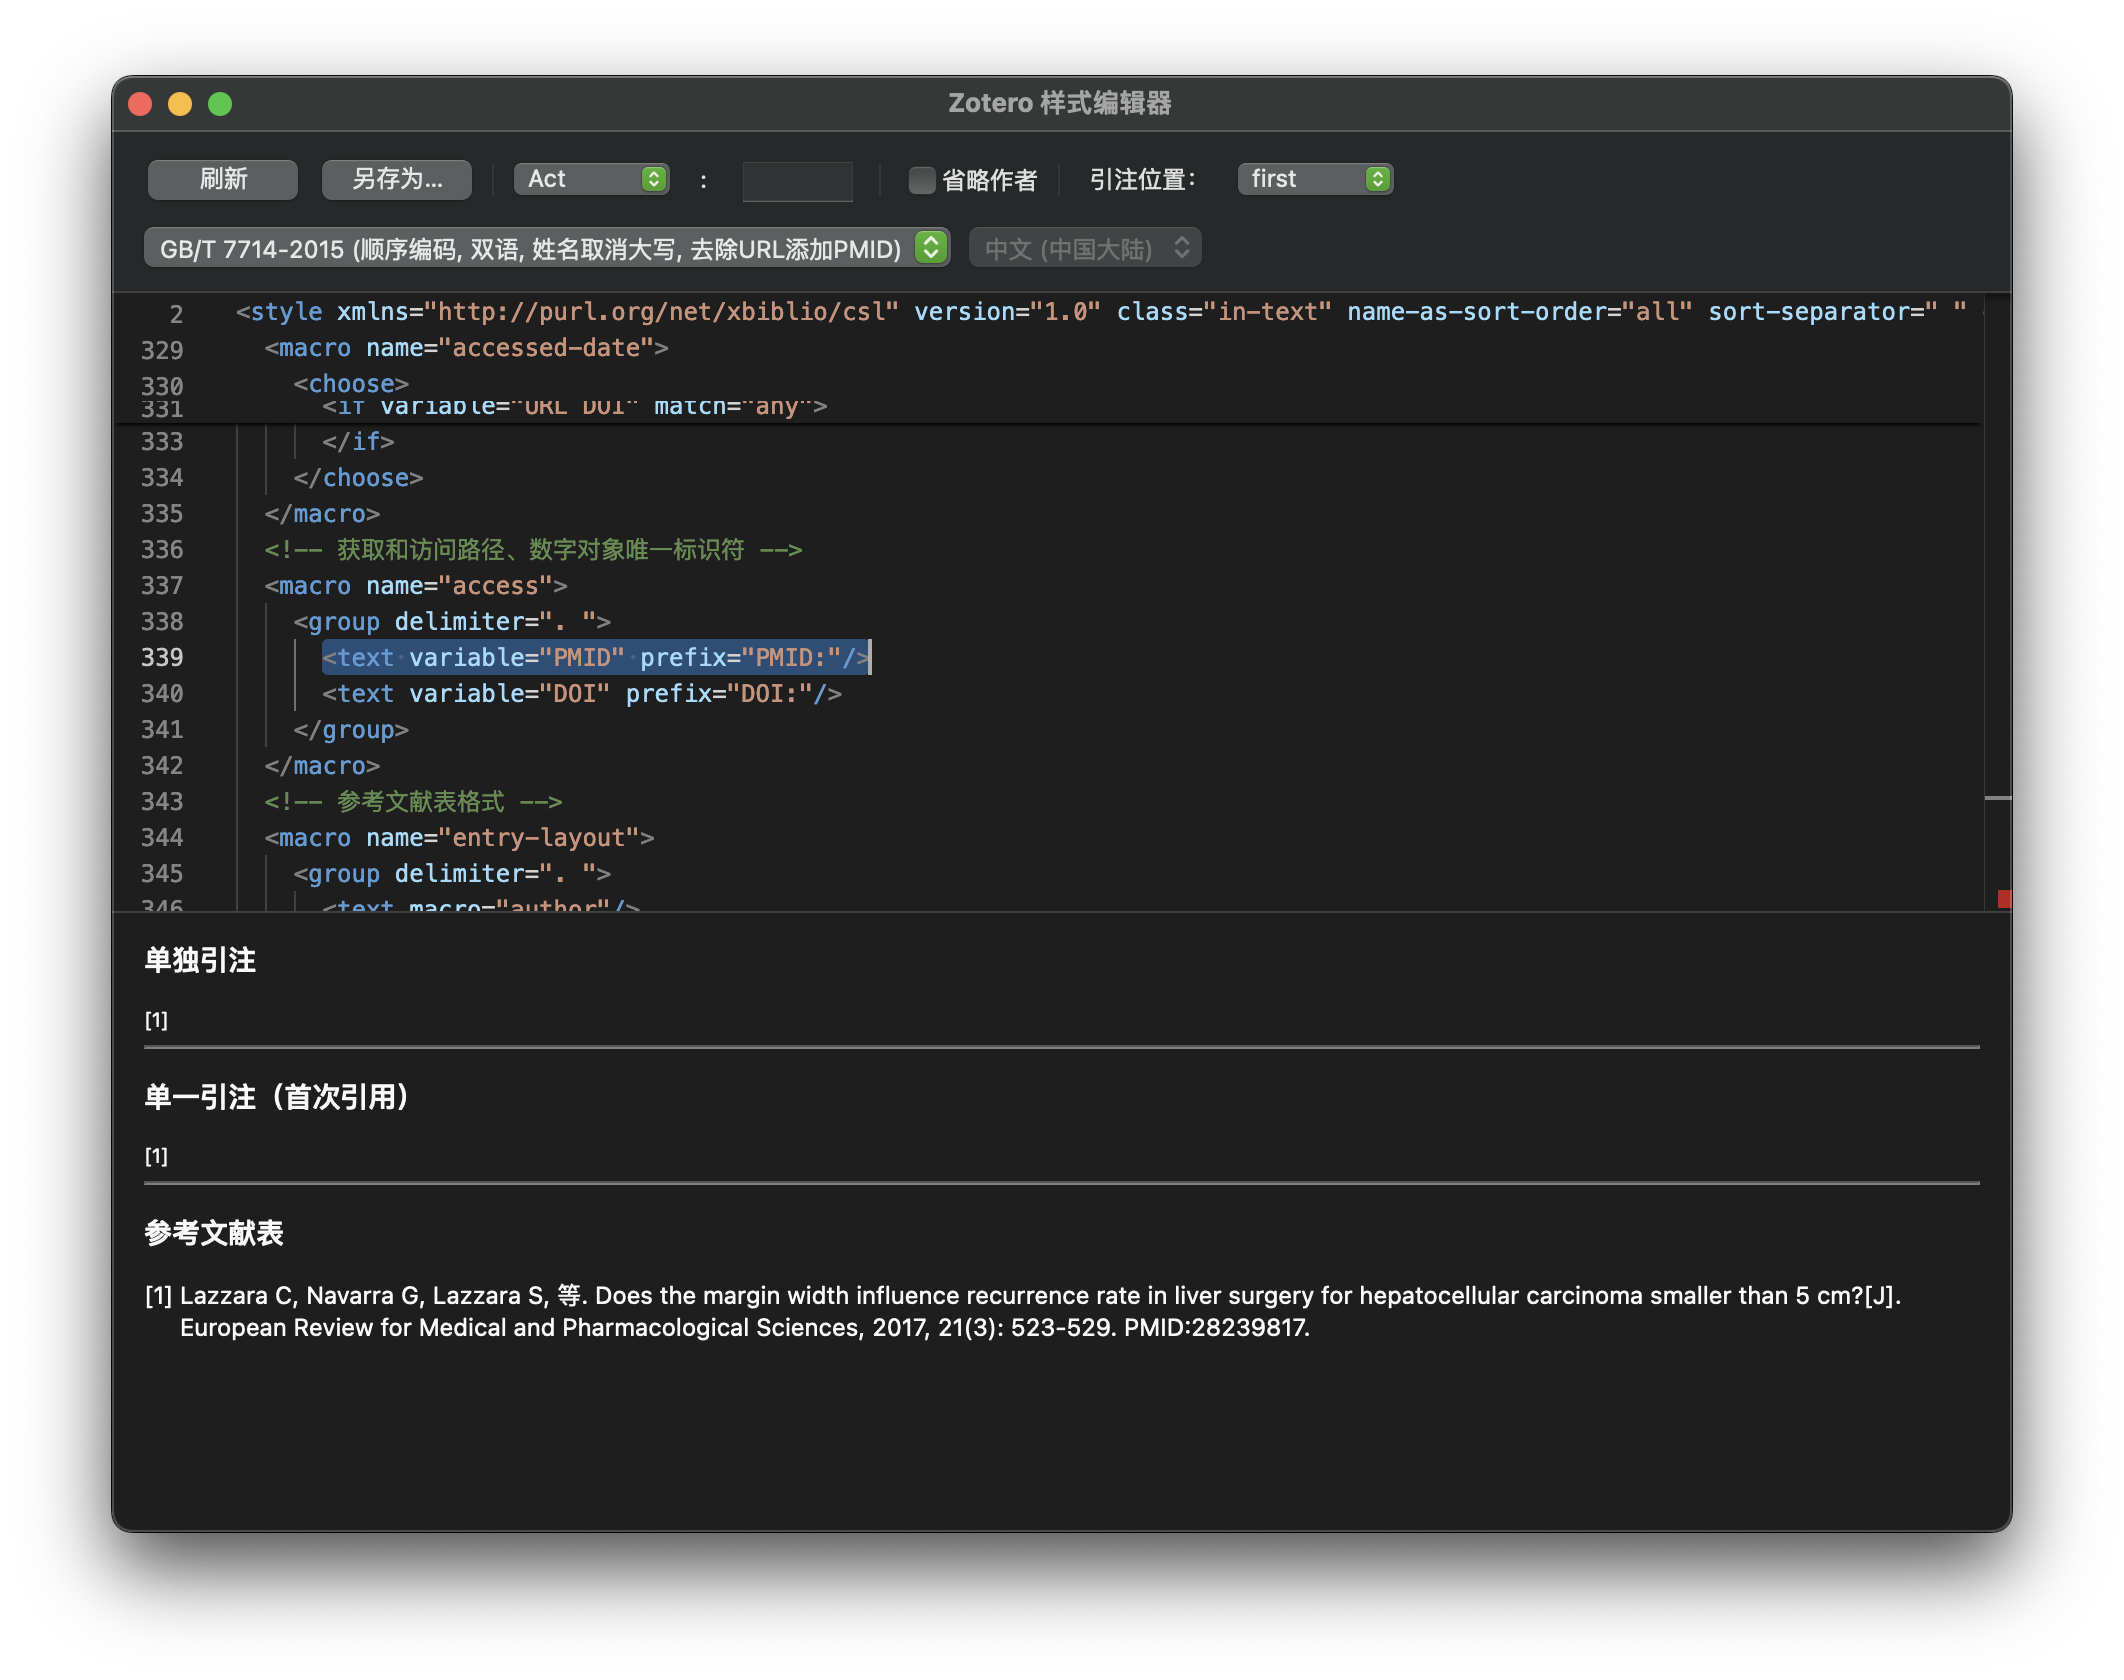 Zotero 样式编辑器
刷新 另存为... Act : 省略作者 引注位置: first
GB/T 7714-2015 (顺序编码, 双语, 姓名取消大写, 去除URL添加PMID) 中文 (中国大陆)
2 <style xmlns="http://purl.org/net/xbiblio/csl" version="1.0" class="in-text" name-as-sort-order="all" sort-separator=" "
329 <macro name="accessed-date">
330 <choose>
331 <if variable="URL DOI" match="any">
333 </if>
334 </choose>
335 </macro>
336 <!-- 获取和访问路径、数字对象唯一标识符 -->
337 <macro name="access">
338 <group delimiter=". ">
339 <text variable="PMID" prefix="PMID:"/>
340 <text variable="DOI" prefix="DOI:"/>
341 </group>
342 </macro>
343 <!-- 参考文献表格式 -->
344 <macro name="entry-layout">
345 <group delimiter=". ">
346 <text macro="author"/>
单独引注
[1]
单一引注（首次引用）
[1]
参考文献表
[1] Lazzara C, Navarra G, Lazzara S, 等. Does the margin width influence recurrence rate in liver surgery for hepatocellular carcinoma smaller than 5 cm?[J].
European Review for Medical and Pharmacological Sciences, 2017, 21(3): 523-529. PMID:28239817.